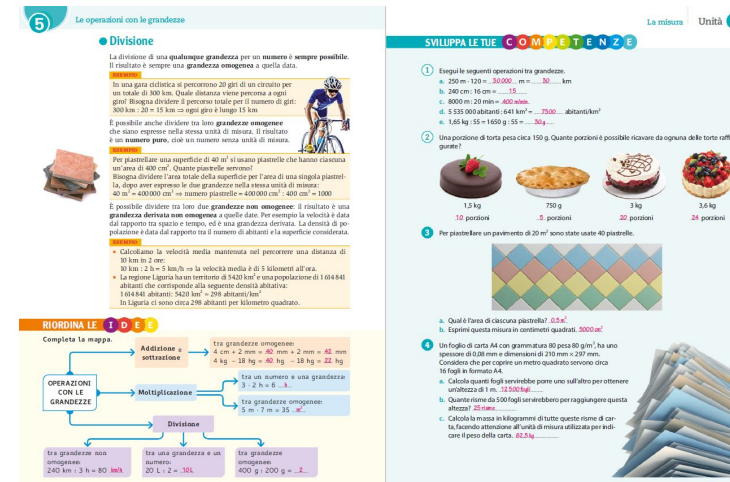 5
Le operazioni con le grandezze
Divisione
La divisione di una qualunque grandezza per un numero è sempre possibile.
Il risultato è sempre una grandezza omogenea a quella data.
ESEMPIO
In una gara ciclistica si percorrono 20 giri di un circuito per
un totale di 300 km. Quale distanza viene percorsa a ogni
giro? Bisogna dividere il percorso totale per il numero di giri:
300 km : 20 = 15 km ⇒ ogni giro è lungo 15 km
È possibile anche dividere tra loro grandezze omogenee
che siano espresse nella stessa unità di misura. Il risultato
è un numero puro, cioè un numero senza unità di misura.
ESEMPIO
Per piastrellare una superficie di 40 m² si usano piastrelle che hanno ciascuna
un'area di 400 cm². Quante piastrelle servono?
Bisogna dividere l'area totale della superficie per l'area di una singola piastrel-
la, dopo aver espresso le due grandezze nella stessa unità di misura:
40 m² = 400 000 cm² ⇒ numero piastrelle = 400 000 cm² : 400 cm² = 1000
È possibile dividere tra loro due grandezze non omogenee: il risultato è una
grandezza derivata non omogenea a quelle date. Per esempio la velocità è data
dal rapporto tra spazio e tempo, ed è una grandezza derivata. La densità di po-
polazione è data dal rapporto tra il numero di abitanti e la superficie considerata.
ESEMPIO
• Calcoliamo la velocità media mantenuta nel percorrere una distanza di
10 km in 2 ore:
10 km : 2 h = 5 km/h ⇒ la velocità media è di 5 kilometri all'ora.
• La regione Liguria ha un territorio di 5420 km² e una popolazione di 1 614 841
abitanti che corrisponde alla seguente densità abitativa:
1 614 841 abitanti : 5420 km² ≈ 298 abitanti/km²
In Liguria ci sono circa 298 abitanti per kilometro quadrato.
RIORDINA LE IDEE
Completa la mappa.
OPERAZIONI
CON LE
GRANDEZZE
Addizione e
sottrazione
tra grandezze omogenee:
4 cm + 2 mm = 40 mm + 2 mm = 42 mm
4 kg – 18 hg = 40 hg – 18 hg = 22 hg
Moltiplicazione
tra un numero e una grandezza:
3 · 2 h = 6 h
tra grandezze omogenee:
5 m · 7 m = 35 m²
Divisione
tra grandezze non
omogenee:
240 km : 3 h = 80 km/h
tra una grandezza e un
numero:
20 L : 2 = 10 L
tra grandezze
omogenee:
400 g : 200 g = 2
La misura Unità
SVILUPPA LE TUE COMPETENZE
1 Esegui le seguenti operazioni tra grandezze.
a. 250 m · 120 = 30 000 m = 30 km
b. 240 cm : 16 cm = 15
c. 8000 m : 20 min = 400 m/min
d. 5 535 000 abitanti : 641 km² = 7500 abitanti/km²
e. 1,65 kg : 55 = 1650 g : 55 = 30 g
2 Una porzione di torta pesa circa 150 g. Quante porzioni è possibile ricavare da ognuna delle torte raffi-
gurate?
1,5 kg
750 g
3 kg
3,6 kg
10 porzioni
5 porzioni
20 porzioni
24 porzioni
3 Per piastrellare un pavimento di 20 m² sono state usate 40 piastrelle.
a. Qual è l'area di ciascuna piastrella? 0,5 m²
b. Esprimi questa misura in centimetri quadrati. 5000 cm²
4 Un foglio di carta A4 con grammatura 80 pesa 80 g/m², ha uno
spessore di 0,08 mm e dimensioni di 210 mm × 297 mm.
Considera che per coprire un metro quadrato servono circa
16 fogli in formato A4.
a. Calcola quanti fogli servirebbe porre uno sull'altro per ottenere
un'altezza di 1 m. 12 500 fogli
b. Quante risme da 500 fogli servirebbero per raggiungere questa
altezza? 25 risme
c. Calcola la massa in kilogrammi di tutte queste risme di car-
ta, facendo attenzione all'unità di misura utilizzata per indi-
care il peso della carta. 62,5 kg